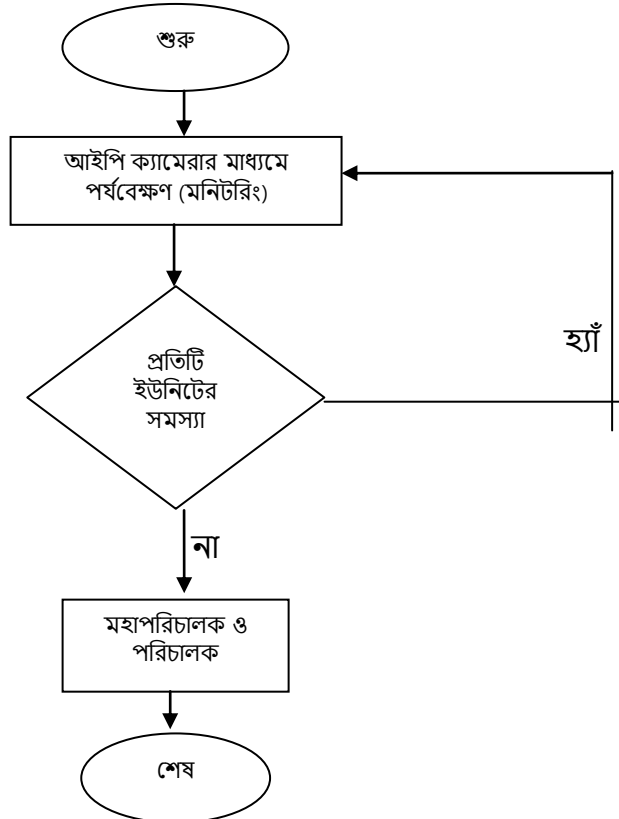 শুরু
আইপি ক্যামেরার মাধ্যমে
পর্যবেক্ষণ (মনিটরিং)
প্রতিটি
ইউনিটের
সমস্যা
হ্যাঁ
না
মহাপরিচালক ও
পরিচালক
শেষ